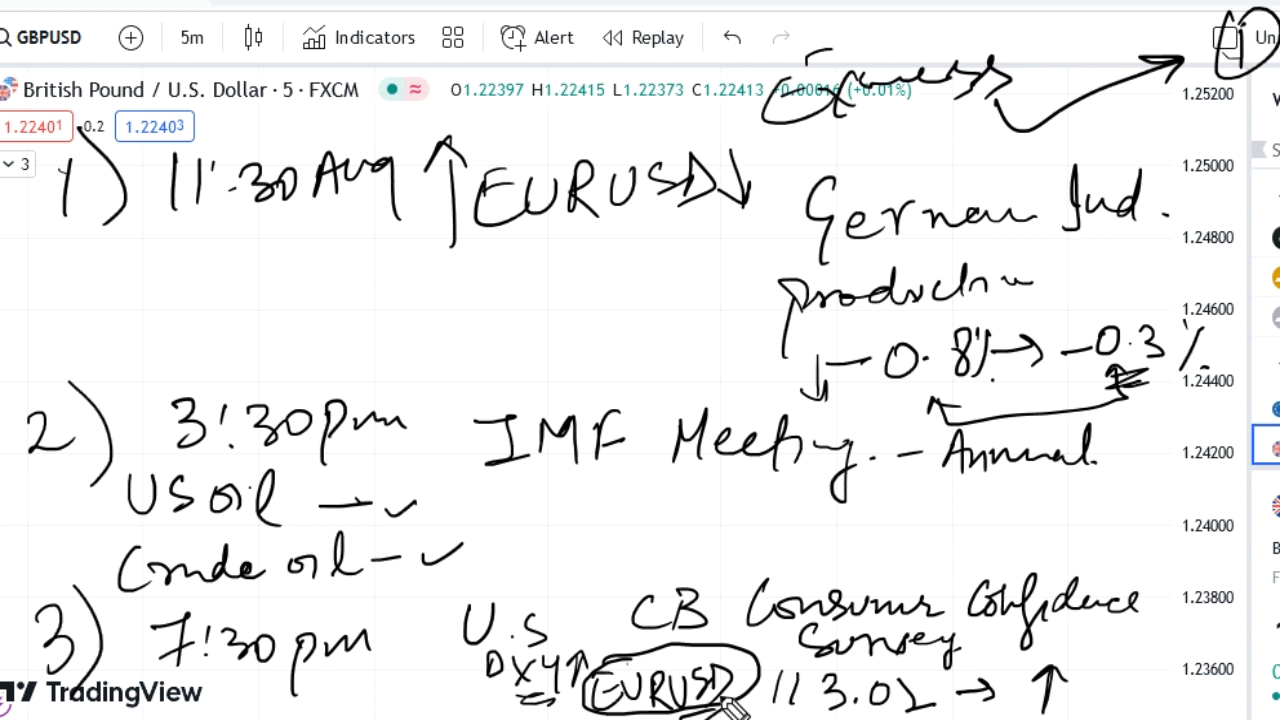 GBPUSD 5m Indicators Alert Replay Un
British Pound / U.S. Dollar · 5 · FXCM O1.22397 H1.22415 L1.22373 C1.22413 +0.00016 (+0.01%)
1.25200
1.22401 0.2 1.22403
3
1.25000
1) 11:30 Aug ↑ EURUSD ↓ German Ind.
1.24800
production
1.24600
↓ -0.8% → -0.3%
1.24400
2) 3:30pm IMF Meeting. - Annual
1.24200
US oil → ✓
1.24000
Crude oil - ✓
1.23800
3) 7:30 pm U.S CB Consumer Confidence
Survey
1.23600
DXY↑ EURUSD 113.02 → ↑
TradingView